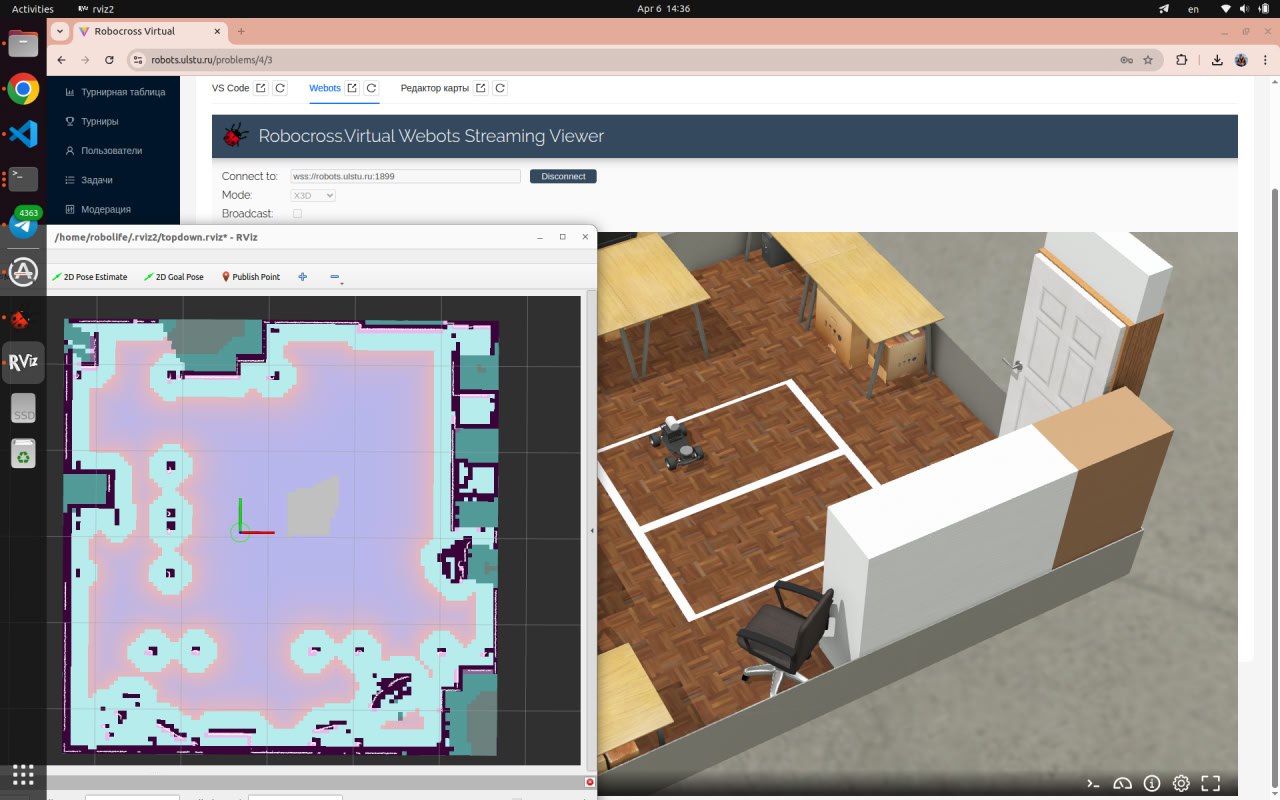 Activities
rviz2
Apr 6 14:36
en
Robocross Virtual
robots.ulstu.ru/problems/4/3
Турнирная таблица
Турниры
Пользователи
Задачи
Модерация
VS Code
Webots
Редактор карты
Robocross.Virtual Webots Streaming Viewer
Connect to:
wss://robots.ulstu.ru:1899
Disconnect
Mode:
X3D
Broadcast:
4363
/home/robolife/.rviz2/topdown.rviz* - RViz
2D Pose Estimate
2D Goal Pose
Publish Point
RViz
SSD